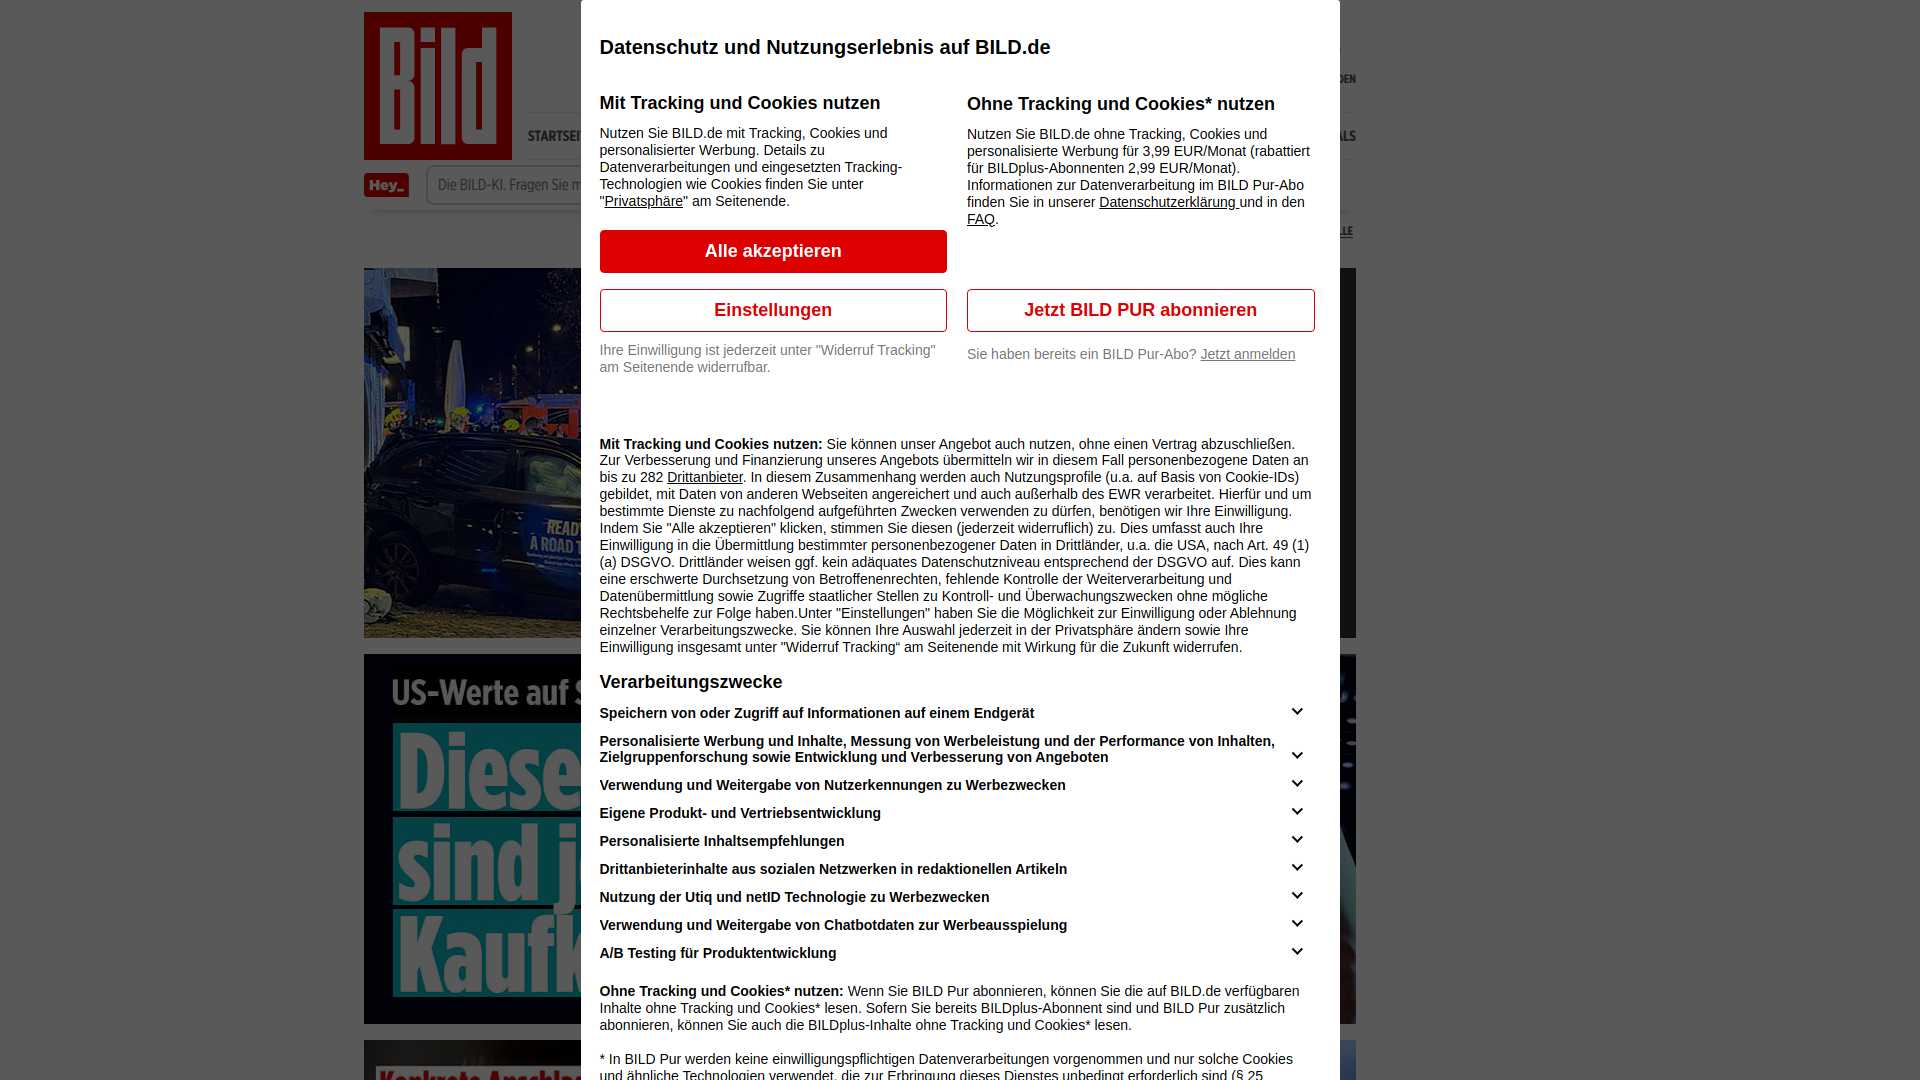 Bild
DEN
STARTSEI
ALS
Hey_
Die BILD-KI. Fragen Sie m
LLE
READY
A ROAD T
US-Werte auf S
Diese
sind j
Kaufk
Konkrete Anschlag
Datenschutz und Nutzungserlebnis auf BILD.de
Mit Tracking und Cookies nutzen
Nutzen Sie BILD.de mit Tracking, Cookies und
personalisierter Werbung. Details zu
Datenverarbeitungen und eingesetzten Tracking-
Technologien wie Cookies finden Sie unter
"Privatsphäre" am Seitenende.
Alle akzeptieren
Einstellungen
Ihre Einwilligung ist jederzeit unter "Widerruf Tracking"
am Seitenende widerrufbar.
Ohne Tracking und Cookies* nutzen
Nutzen Sie BILD.de ohne Tracking, Cookies und
personalisierte Werbung für 3,99 EUR/Monat (rabattiert
für BILDplus-Abonnenten 2,99 EUR/Monat).
Informationen zur Datenverarbeitung im BILD Pur-Abo
finden Sie in unserer Datenschutzerklärung und in den
FAQ.
Jetzt BILD PUR abonnieren
Sie haben bereits ein BILD Pur-Abo? Jetzt anmelden
Mit Tracking und Cookies nutzen: Sie können unser Angebot auch nutzen, ohne einen Vertrag abzuschließen.
Zur Verbesserung und Finanzierung unseres Angebots übermitteln wir in diesem Fall personenbezogene Daten an
bis zu 282 Drittanbieter. In diesem Zusammenhang werden auch Nutzungsprofile (u.a. auf Basis von Cookie-IDs)
gebildet, mit Daten von anderen Webseiten angereichert und auch außerhalb des EWR verarbeitet. Hierfür und um
bestimmte Dienste zu nachfolgend aufgeführten Zwecken verwenden zu dürfen, benötigen wir Ihre Einwilligung.
Indem Sie "Alle akzeptieren" klicken, stimmen Sie diesen (jederzeit widerruflich) zu. Dies umfasst auch Ihre
Einwilligung in die Übermittlung bestimmter personenbezogener Daten in Drittländer, u.a. die USA, nach Art. 49 (1)
(a) DSGVO. Drittländer weisen ggf. kein adäquates Datenschutzniveau entsprechend der DSGVO auf. Dies kann
eine erschwerte Durchsetzung von Betroffenenrechten, fehlende Kontrolle der Weiterverarbeitung und
Datenübermittlung sowie Zugriffe staatlicher Stellen zu Kontroll- und Überwachungszwecken ohne mögliche
Rechtsbehelfe zur Folge haben.Unter "Einstellungen" haben Sie die Möglichkeit zur Einwilligung oder Ablehnung
einzelner Verarbeitungszwecke. Sie können Ihre Auswahl jederzeit in der Privatsphäre ändern sowie Ihre
Einwilligung insgesamt unter "Widerruf Tracking“ am Seitenende mit Wirkung für die Zukunft widerrufen.
Verarbeitungszwecke
Speichern von oder Zugriff auf Informationen auf einem Endgerät
Personalisierte Werbung und Inhalte, Messung von Werbeleistung und der Performance von Inhalten,
Zielgruppenforschung sowie Entwicklung und Verbesserung von Angeboten
Verwendung und Weitergabe von Nutzerkennungen zu Werbezwecken
Eigene Produkt- und Vertriebsentwicklung
Personalisierte Inhaltsempfehlungen
Drittanbieterinhalte aus sozialen Netzwerken in redaktionellen Artikeln
Nutzung der Utiq und netID Technologie zu Werbezwecken
Verwendung und Weitergabe von Chatbotdaten zur Werbeausspielung
A/B Testing für Produktentwicklung
Ohne Tracking und Cookies* nutzen: Wenn Sie BILD Pur abonnieren, können Sie die auf BILD.de verfügbaren
Inhalte ohne Tracking und Cookies* lesen. Sofern Sie bereits BILDplus-Abonnent sind und BILD Pur zusätzlich
abonnieren, können Sie auch die BILDplus-Inhalte ohne Tracking und Cookies* lesen.
* In BILD Pur werden keine einwilligungspflichtigen Datenverarbeitungen vorgenommen und nur solche Cookies
und ähnliche Technologien verwendet, die zur Erbringung dieses Dienstes unbedingt erforderlich sind (§ 25